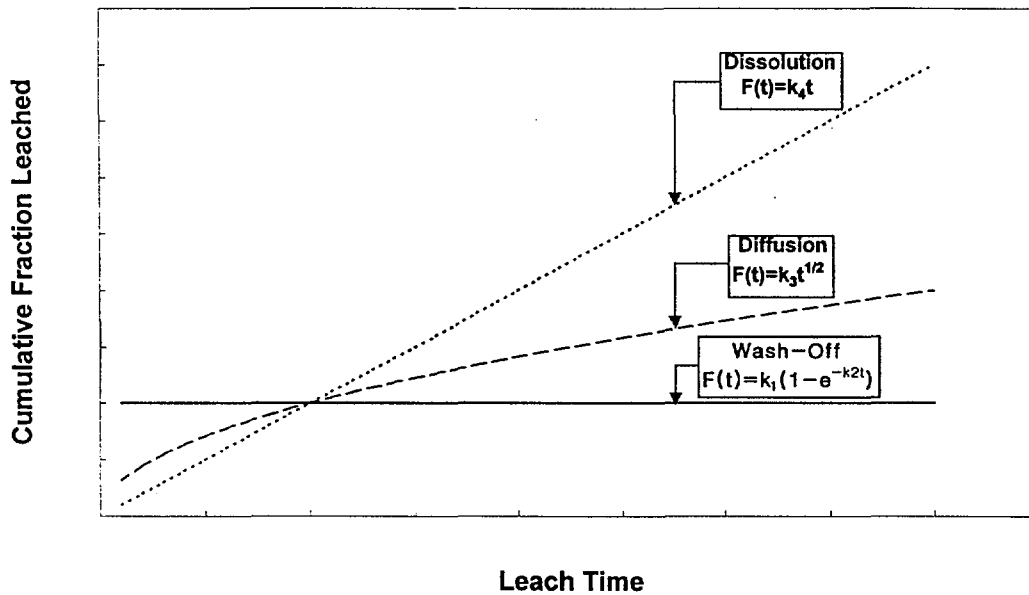 Cumulative Fraction Leached
Dissolution
F(t)=k₄t
Diffusion
F(t)=k₃t¹/²
Wash-Off
F(t)=k₁(1-e⁻ᵏ²ᵗ)
Leach Time